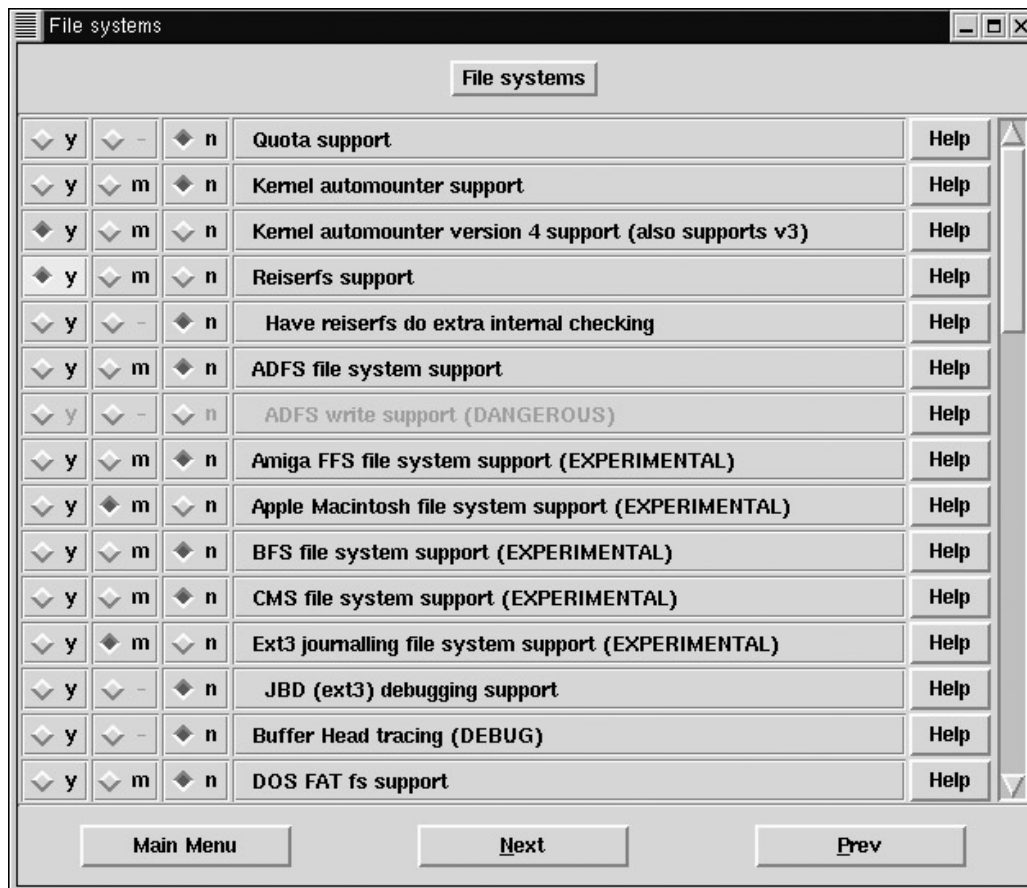 File systems
File systems
y - n Quota support Help
y m n Kernel automounter support Help
y m n Kernel automounter version 4 support (also supports v3) Help
y m n Reiserfs support Help
y - n Have reiserfs do extra internal checking Help
y m n ADFS file system support Help
y - n ADFS write support (DANGEROUS) Help
y m n Amiga FFS file system support (EXPERIMENTAL) Help
y m n Apple Macintosh file system support (EXPERIMENTAL) Help
y m n BFS file system support (EXPERIMENTAL) Help
y m n CMS file system support (EXPERIMENTAL) Help
y m n Ext3 journalling file system support (EXPERIMENTAL) Help
y - n JBD (ext3) debugging support Help
y - n Buffer Head tracing (DEBUG) Help
y m n DOS FAT fs support Help
Main Menu Next Prev